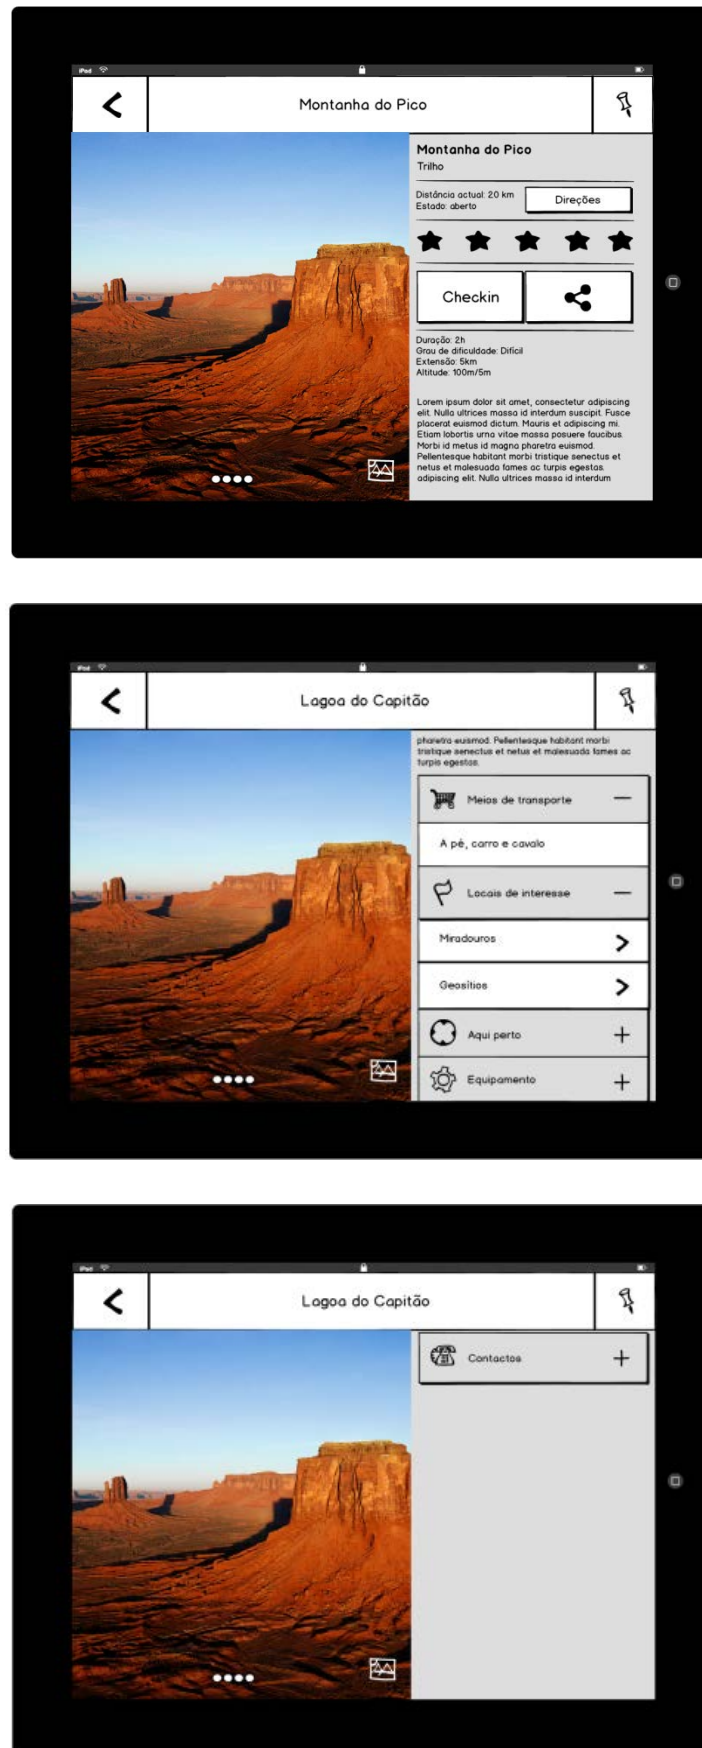 iPad
Montanha do Pico
Montanha do Pico
Trilho
Distância actual: 20 km
Estado: aberto
Direções
Checkin
Duração: 2h
Grau de dificuldade: Difícil
Extensão: 5km
Altitude: 100m/5m
Lorem ipsum dolor sit amet, consectetur adipiscing
elit. Nulla ultrices massa id interdum suscipit. Fusce
placerat euismod dictum. Mauris et adipiscing mi.
Etiam lobortis urna vitae massa posuere faucibus.
Morbi id metus id magna pharetra euismod.
Pellentesque habitant morbi tristique senectus et
netus et malesuada fames ac turpis egestas.
adipiscing elit. Nulla ultrices massa id interdum
iPad
Lagoa do Capitão
pharetra euismod. Pellentesque habitant morbi
tristique senectus et netus et malesuada fames ac
turpis egestas.
Meios de transporte
A pé, carro e cavalo
Locais de interesse
Miradouros
Geosítios
Aqui perto
Equipamento
iPad
Lagoa do Capitão
Contactos